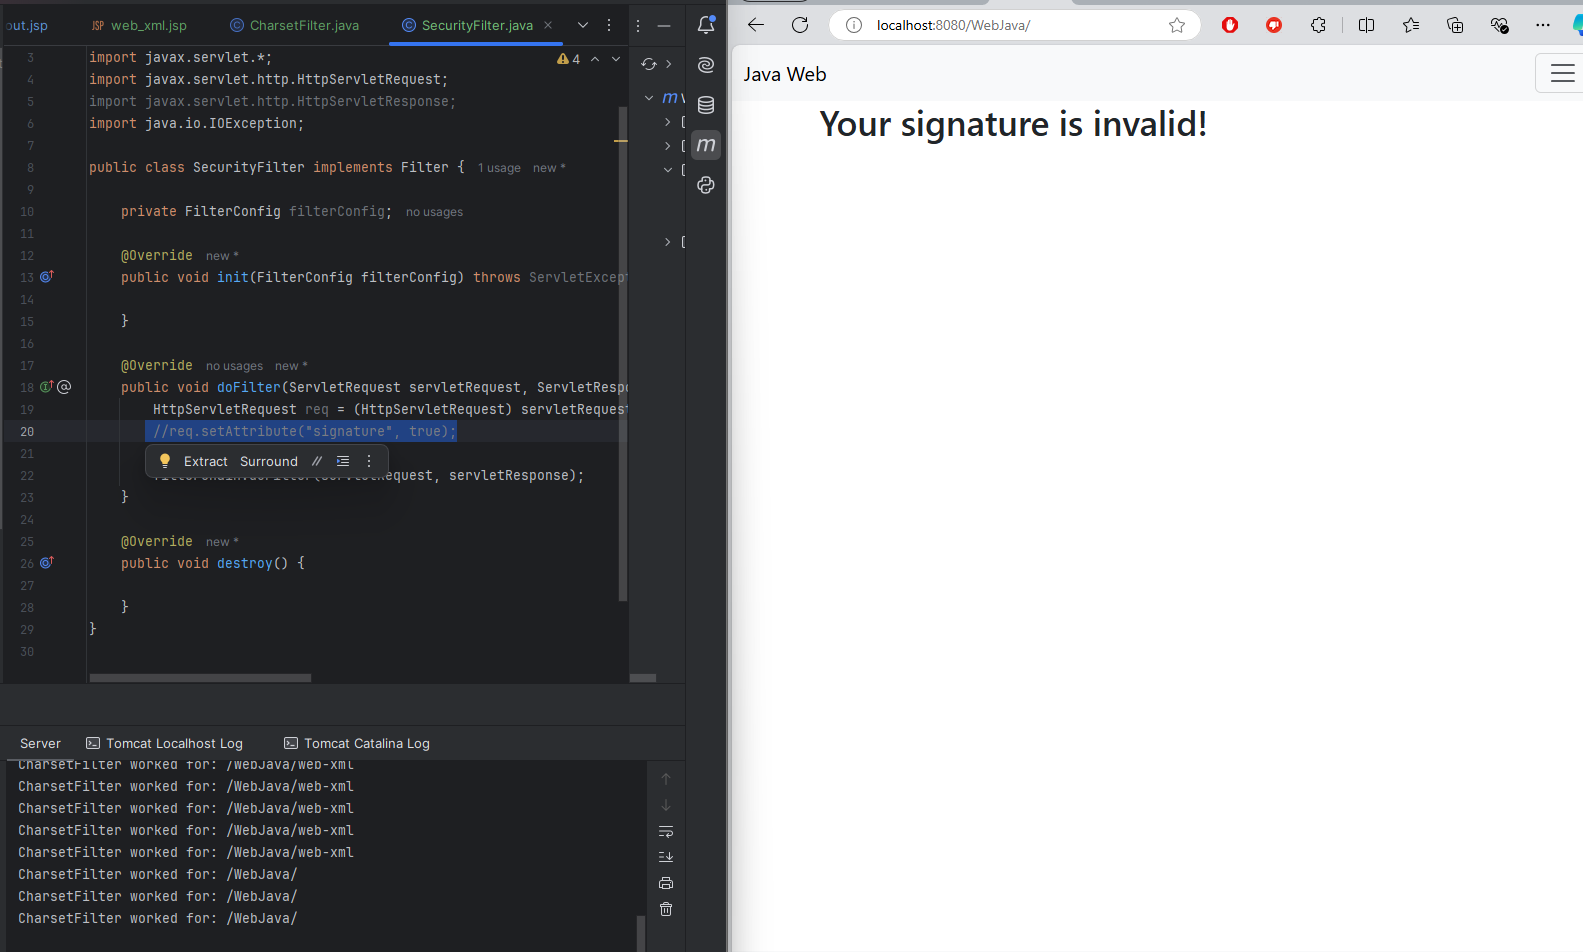 out.jsp
web_xml.jsp
CharsetFilter.java
SecurityFilter.java
3 import javax.servlet.*;
4
4 import javax.servlet.http.HttpServletRequest;
5 import javax.servlet.http.HttpServletResponse;
6 import java.io.IOException;
7
8 public class SecurityFilter implements Filter { 1 usage new *
9
10 private FilterConfig filterConfig; no usages
11
12 @Override new *
13 public void init(FilterConfig filterConfig) throws ServletExcept
14
15 }
16
17 @Override no usages new *
18 public void doFilter(ServletRequest servletRequest, ServletRespo
19 HttpServletRequest req = (HttpServletRequest) servletRequest
20 //req.setAttribute("signature", true);
21
Extract Surround
22 equest, servletResponse);
23 }
24
25 @Override new *
26 public void destroy() {
27
28 }
29 }
30
Server
Tomcat Localhost Log
Tomcat Catalina Log
CharsetFilter worked for: /WebJava/web-xml
CharsetFilter worked for: /WebJava/web-xml
CharsetFilter worked for: /WebJava/web-xml
CharsetFilter worked for: /WebJava/web-xml
CharsetFilter worked for: /WebJava/web-xml
CharsetFilter worked for: /WebJava/
CharsetFilter worked for: /WebJava/
CharsetFilter worked for: /WebJava/
localhost:8080/WebJava/
Java Web
Your signature is invalid!